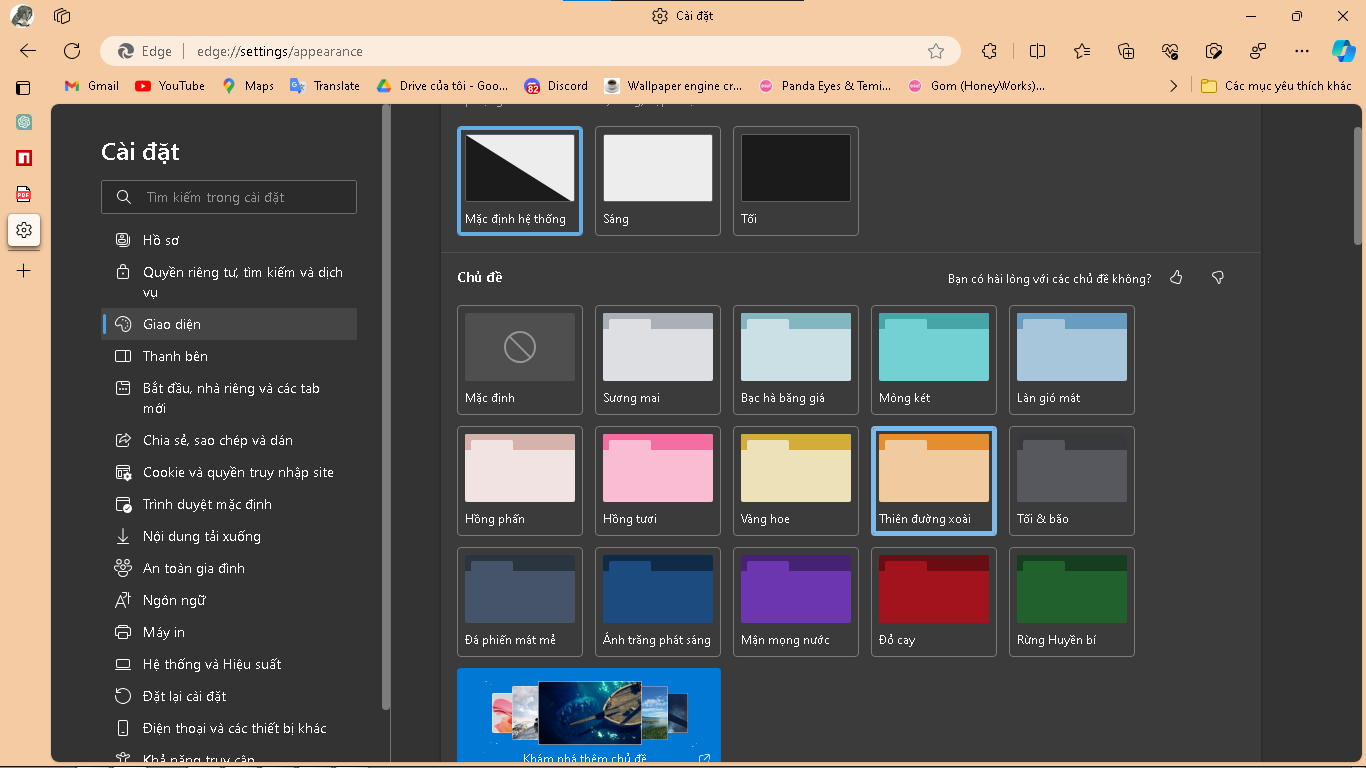 Cài đặt
Edge
edge://settings/appearance
Gmail
YouTube
Maps
Translate
Drive của tôi - Goo...
82
Discord
Wallpaper engine cr...
Panda Eyes & Temi...
Gom (HoneyWorks)...
Các mục yêu thích khác
PDF
Cài đặt
Tìm kiếm trong cài đặt
Hồ sơ
Quyền riêng tư, tìm kiếm và dịch
vụ
Giao diện
Thanh bên
Bắt đầu, nhà riêng và các tab
mới
Chia sẻ, sao chép và dán
Cookie và quyền truy nhập site
Trình duyệt mặc định
Nội dung tải xuống
An toàn gia đình
Ngôn ngữ
Máy in
Hệ thống và Hiệu suất
Đặt lại cài đặt
Điện thoại và các thiết bị khác
Khả năng truy cập
Mặc định hệ thống
Sáng
Tối
Chủ đề
Bạn có hài lòng với các chủ đề không?
Mặc định
Sương mai
Bạc hà băng giá
Mòng két
Làn gió mát
Hồng phấn
Hồng tươi
Vàng hoe
Thiên đường xoài
Tối & bão
Đá phiến mát mẻ
Ánh trăng phát sáng
Mận mọng nước
Đỏ cay
Rừng Huyền bí
Khám phá thêm chủ đề